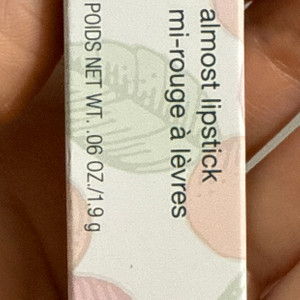 almost lipstick
mi-rouge à lèvres
POIDS NET WT. .06 OZ./1.9 g